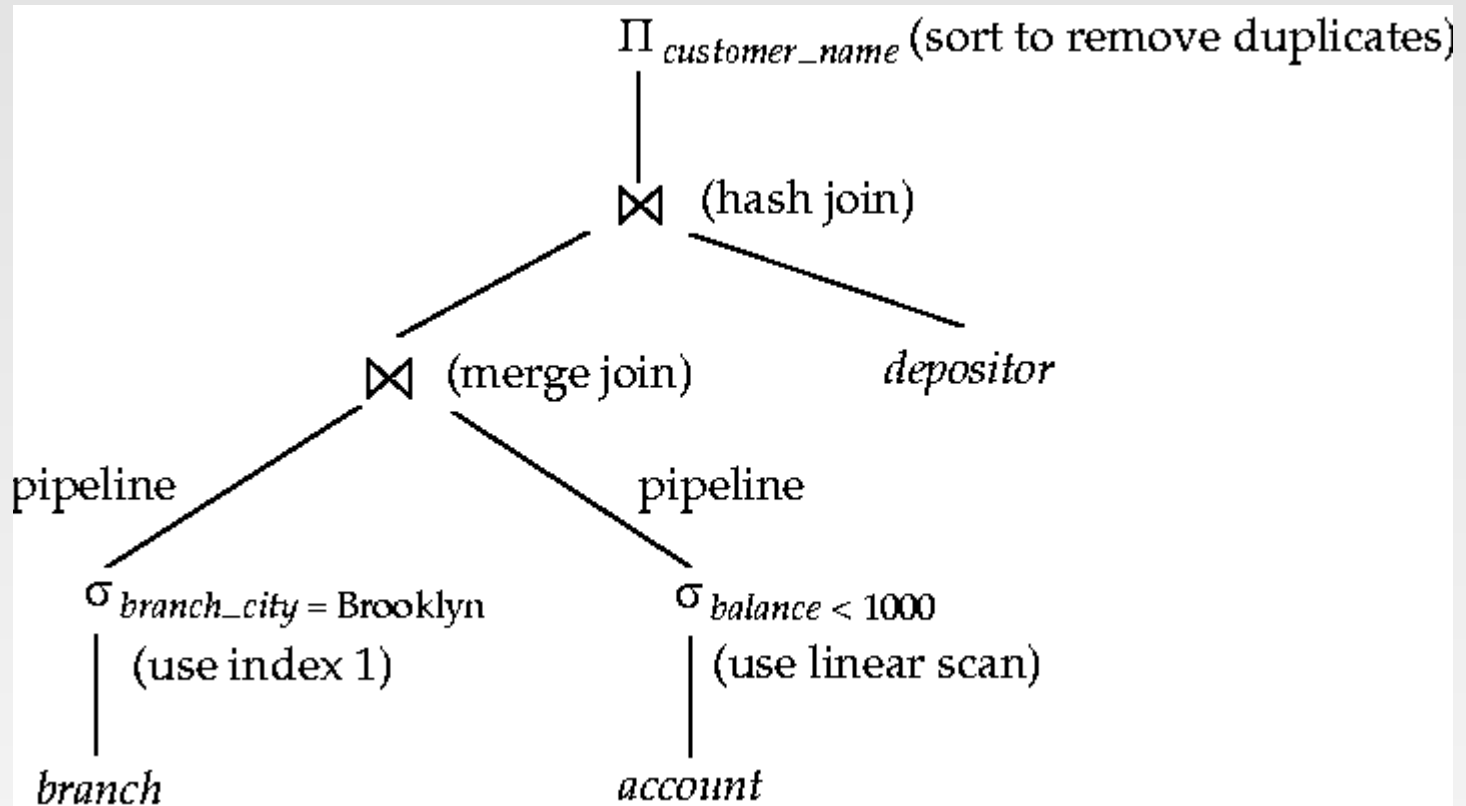 Π customer_name (sort to remove duplicates)
⋈ (hash join)
⋈ (merge join)
depositor
pipeline
pipeline
σ branch_city = Brooklyn
σ balance < 1000
(use index 1)
(use linear scan)
branch
account